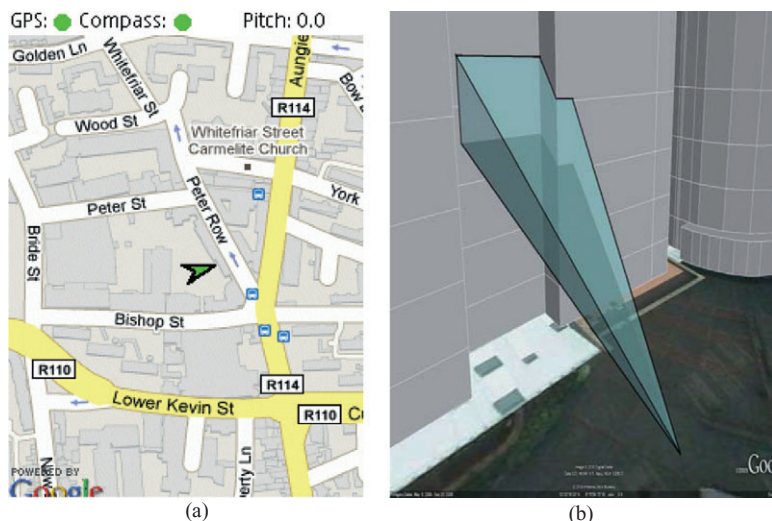 GPS: Compass: Pitch: 0.0
Golden Ln
Whitefriar St
Aungie
Bow
R114
Wood St
Whitefriar Street
Carmelite Church
York
Peter St
Peter Row
Bride St
Bishop St
R110
R114
Lower Kevin St
R110
POWERED BY
Google
(a)
(b)